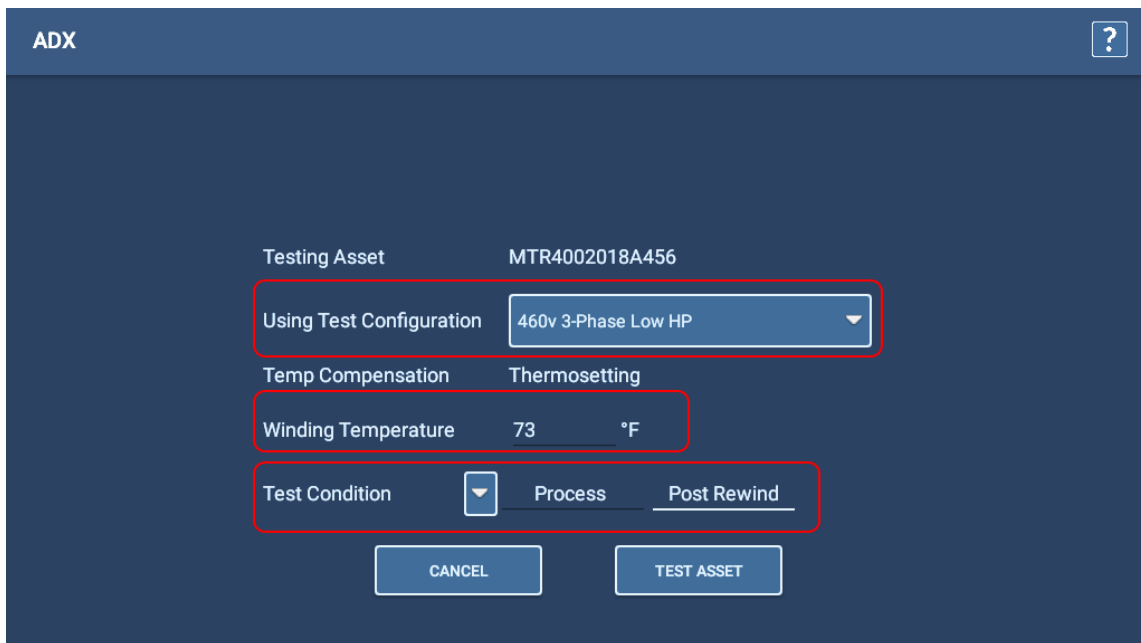 ADX ?
Testing Asset MTR4002018A456
Using Test Configuration 460v 3-Phase Low HP
Temp Compensation Thermosetting
Winding Temperature 73 °F
Test Condition Process Post Rewind
CANCEL TEST ASSET